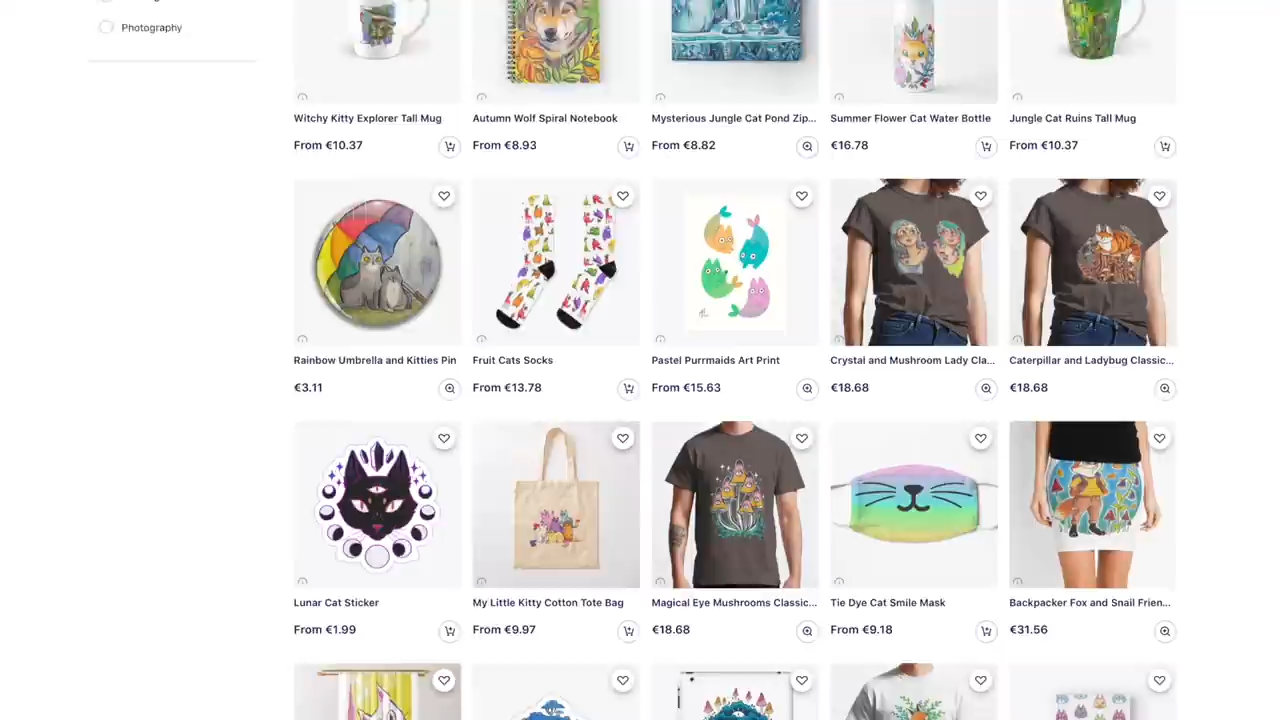 Photography
Witchy Kitty Explorer Tall Mug
Autumn Wolf Spiral Notebook
Mysterious Jungle Cat Pond Zip...
Summer Flower Cat Water Bottle
Jungle Cat Ruins Tall Mug
From €10.37
From €8.93
From €8.82
€16.78
From €10.37
Rainbow Umbrella and Kitties Pin
Fruit Cats Socks
Pastel Purrmaids Art Print
Crystal and Mushroom Lady Cla...
Caterpillar and Ladybug Classic...
€3.11
From €13.78
From €15.63
€18.68
€18.68
Lunar Cat Sticker
My Little Kitty Cotton Tote Bag
Magical Eye Mushrooms Classic...
Tie Dye Cat Smile Mask
Backpacker Fox and Snail Frien...
From €1.99
From €9.97
€18.68
From €9.18
€31.56